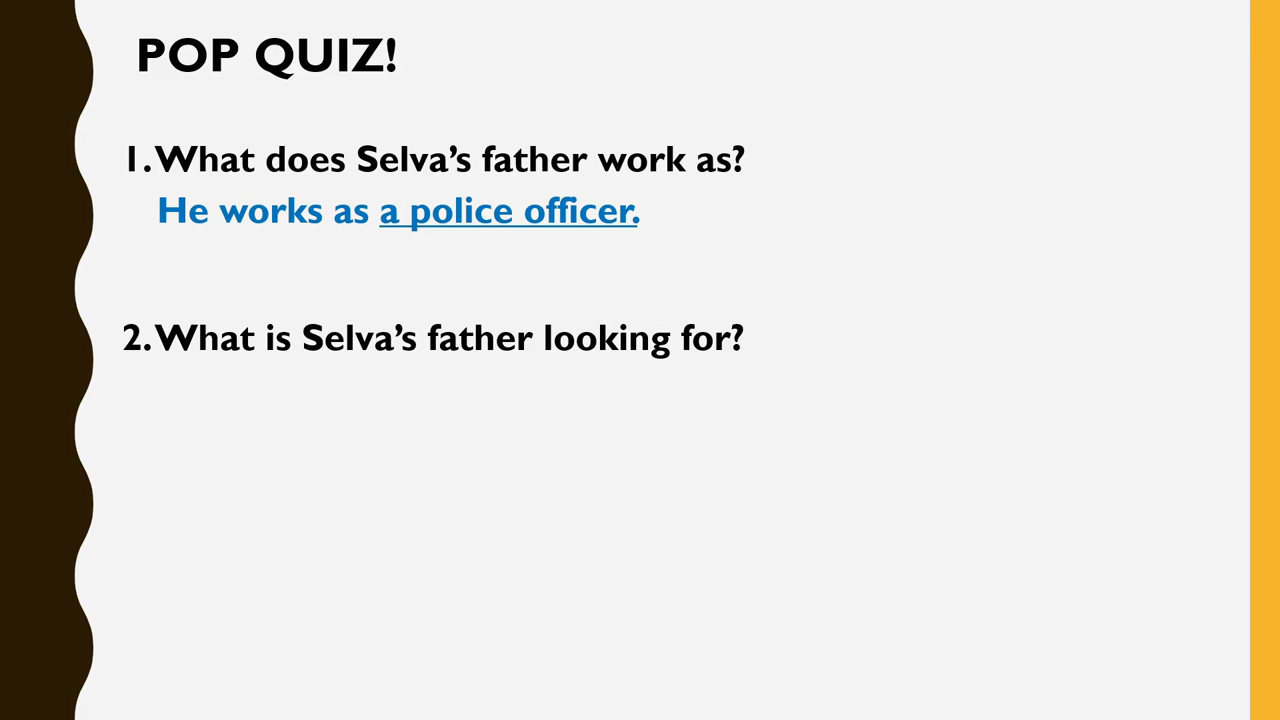 POP QUIZ!
1. What does Selva’s father work as?
He works as a police officer.
2. What is Selva’s father looking for?